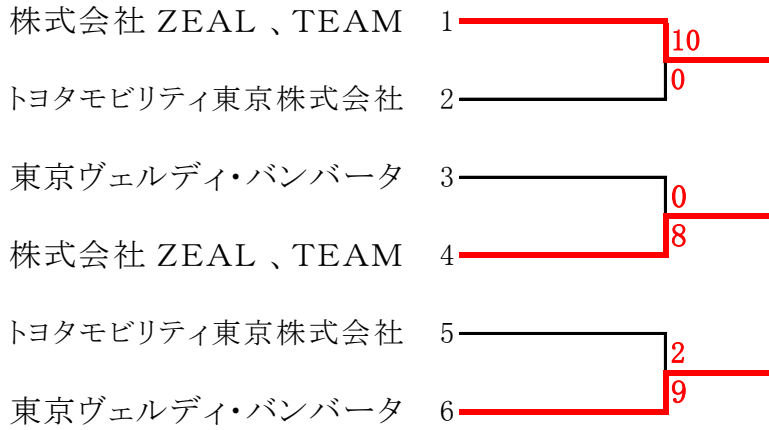 株式会社 ZEAL 、TEAM 1
10
0
トヨタモビリティ東京株式会社 2
東京ヴェルディ・バンバータ 3
0
8
株式会社 ZEAL 、TEAM 4
トヨタモビリティ東京株式会社 5
2
9
東京ヴェルディ・バンバータ 6